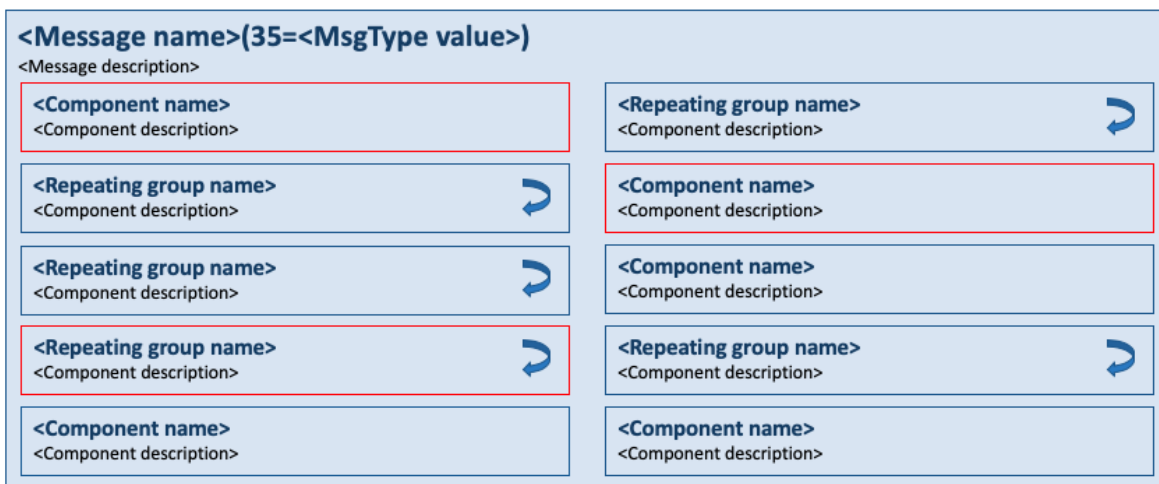 <Message name>(35=<MsgType value>)
<Message description>
<Component name>
<Component description>
<Repeating group name>
<Component description>
<Repeating group name>
<Component description>
<Component name>
<Component description>
<Repeating group name>
<Component description>
<Component name>
<Component description>
<Repeating group name>
<Component description>
<Repeating group name>
<Component description>
<Component name>
<Component description>
<Component name>
<Component description>